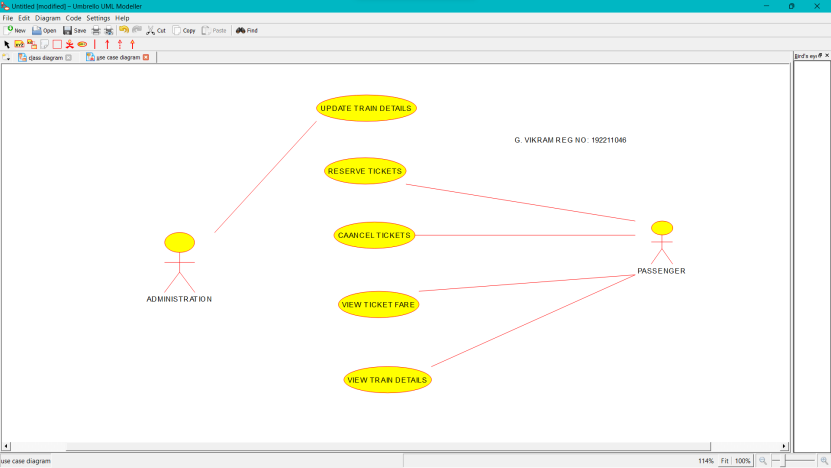 Untitled [modified] – Umbrello UML Modeller
File Edit Diagram Code Settings Help
New Open Save Cut Copy Paste Find
class diagram use case diagram
UPDATE TRAIN DETAILS
G. VIKRAM REG NO: 192211046
RESERVE TICKETS
CAANCEL TICKETS
PASSENGER
ADMINISTRATION
VIEW TICKET FARE
VIEW TRAIN DETAILS
use case diagram
114% Fit 100%